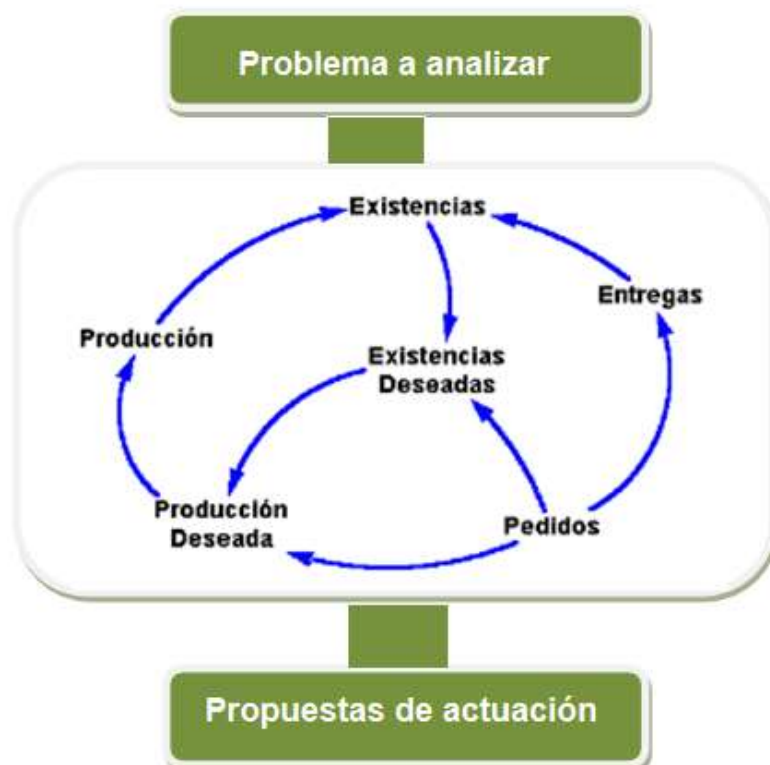 Problema a analizar
Existencias
Entregas
Producción
Existencias
Deseadas
Producción
Deseada
Pedidos
Propuestas de actuación